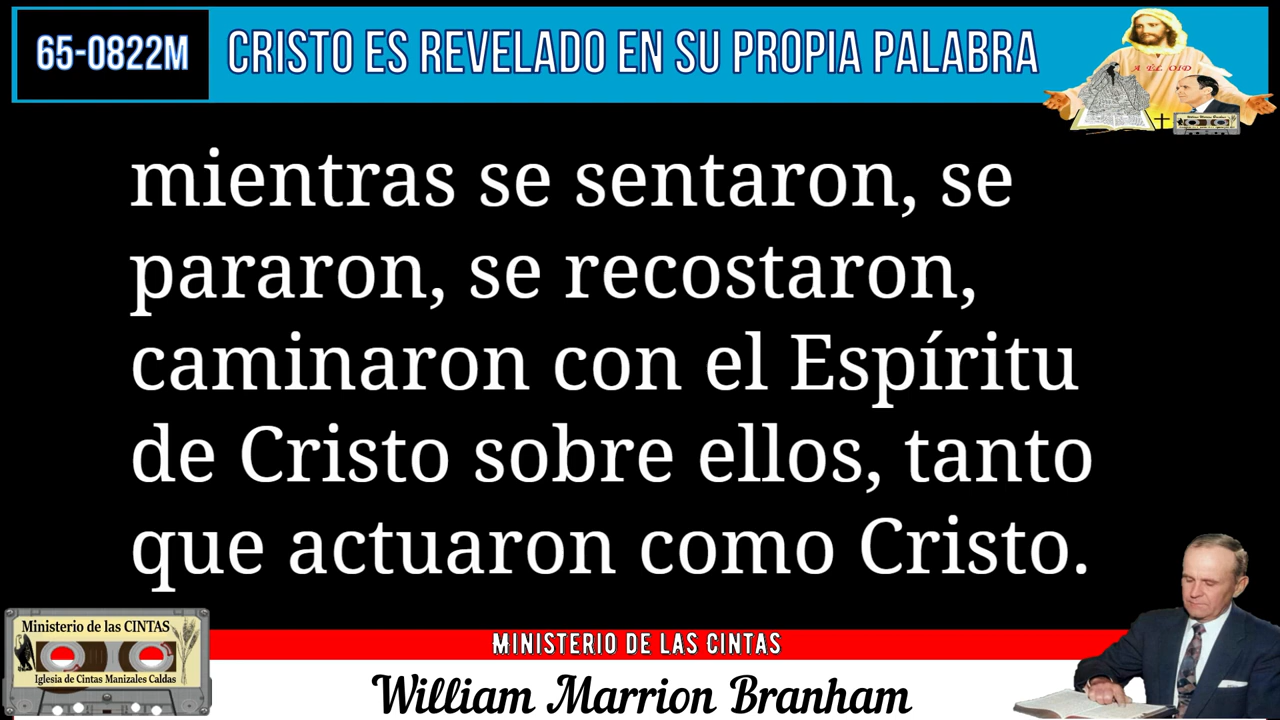 65-0822M
CRISTO ES REVELADO EN SU PROPIA PALABRA
A ÉL OID
mientras se sentaron, se
pararon, se recostaron,
caminaron con el Espíritu
de Cristo sobre ellos, tanto
que actuaron como Cristo.
Ministerio de las CINTAS
Iglesia de Cintas Manizales Caldas
MINISTERIO DE LAS CINTAS
William Marrion Branham